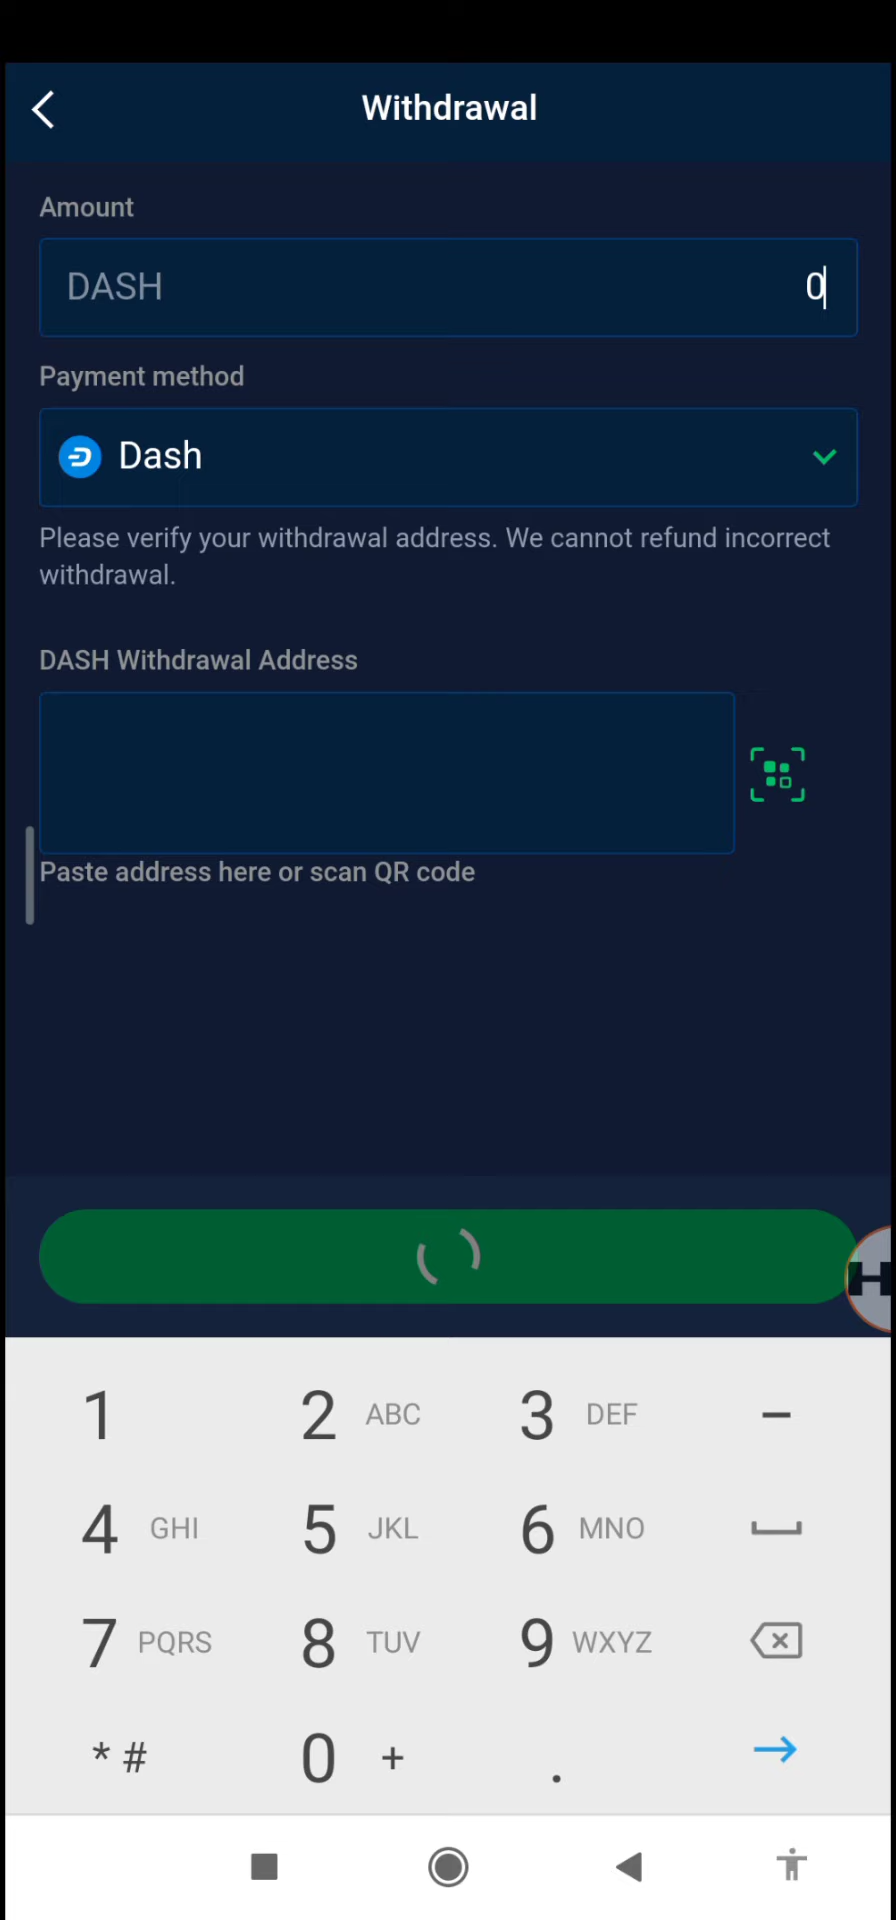 Withdrawal
Amount
DASH 0
Payment method
Dash
Please verify your withdrawal address. We cannot refund incorrect
withdrawal.
DASH Withdrawal Address
Paste address here or scan QR code
H
1 2 ABC 3 DEF –
4 GHI 5 JKL 6 MNO
7 PQRS 8 TUV 9 WXYZ
* # 0 + .